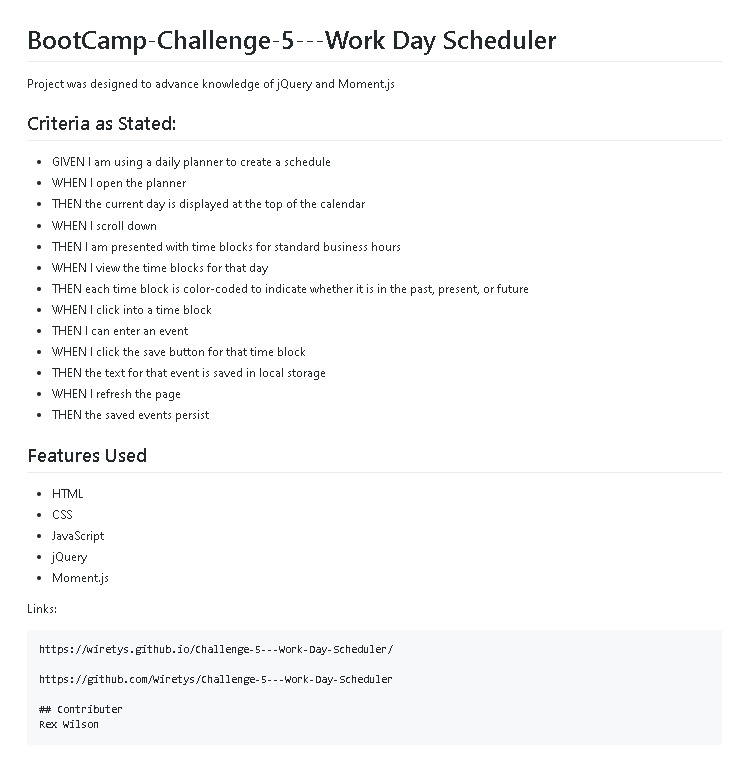 BootCamp-Challenge-5---Work Day Scheduler
Project was designed to advance knowledge of jQuery and Moment.js
Criteria as Stated:
GIVEN I am using a daily planner to create a schedule
WHEN I open the planner
THEN the current day is displayed at the top of the calendar
WHEN I scroll down
THEN I am presented with time blocks for standard business hours
WHEN I view the time blocks for that day
THEN each time block is color-coded to indicate whether it is in the past, present, or future
WHEN I click into a time block
THEN I can enter an event
WHEN I click the save button for that time block
THEN the text for that event is saved in local storage
WHEN I refresh the page
THEN the saved events persist
Features Used
HTML
CSS
JavaScript
jQuery
Moment.js
Links:
https://wiretys.github.io/Challenge-5---Work-Day-Scheduler/
https://github.com/Wiretys/Challenge-5---Work-Day-Scheduler
## Contributer
Rex Wilson